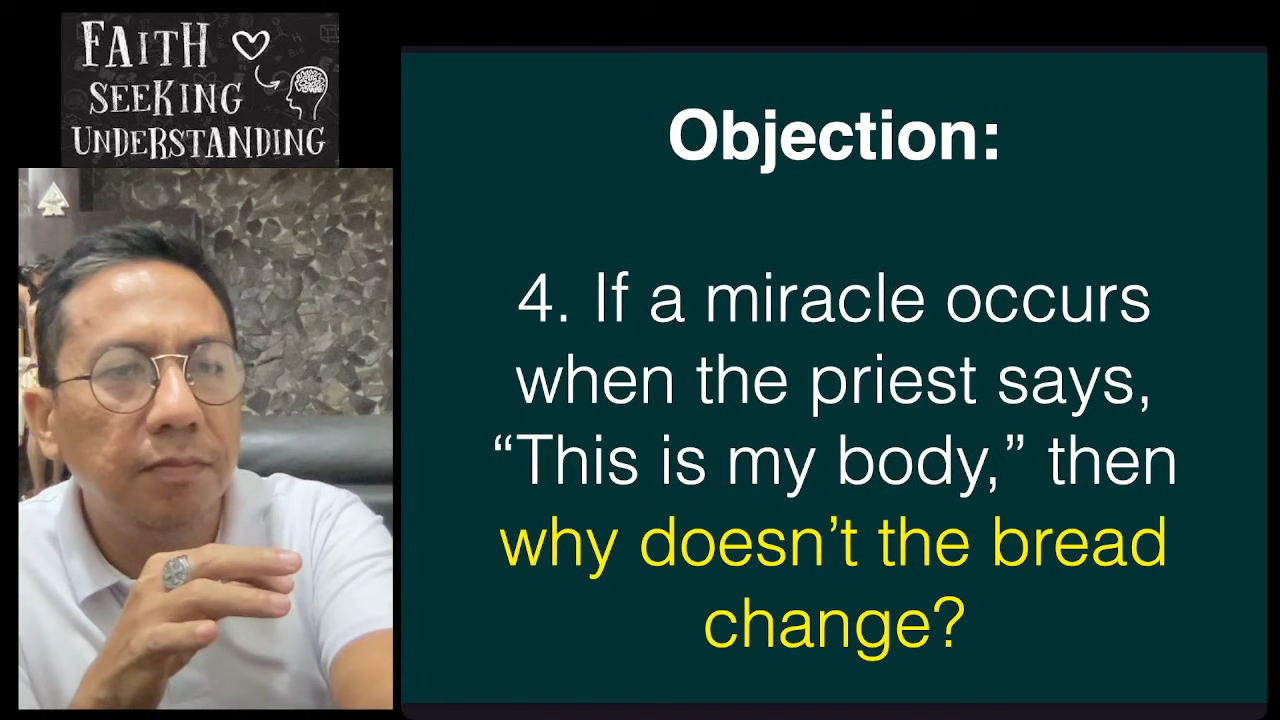 FAITH
SEEKING
UNDERSTANDING
Objection:
4. If a miracle occurs
when the priest says,
“This is my body,” then
why doesn’t the bread
change?